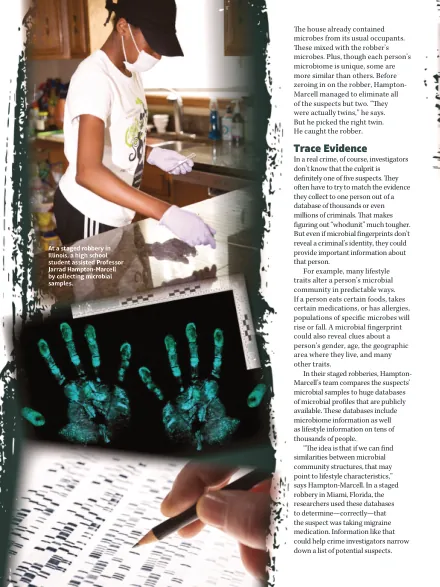 The house already contained
microbes from its usual occupants.
These mixed with the robber's
microbes. Plus, though each person's
microbiome is unique, some are
more similar than others. Before
zeroing in on the robber, Hampton-
Marcell managed to eliminate all
of the suspects but two. "They
were actually twins," he says.
But he picked the right twin.
He caught the robber.
Trace Evidence
In a real crime, of course, investigators
don't know that the culprit is
definitely one of five suspects. They
often have to try to match the evidence
they collect to one person out of a
database of thousands or even
millions of criminals. That makes
figuring out "whodunit" much tougher.
But even if microbial fingerprints don't
reveal a criminal's identity, they could
provide important information about
that person.
For example, many lifestyle
traits alter a person's microbial
community in predictable ways.
If a person eats certain foods, takes
certain medications, or has allergies,
populations of specific microbes will
rise or fall. A microbial fingerprint
could also reveal clues about a
person's gender, age, the geographic
area where they live, and many
other traits.
In their staged robberies, Hampton-
Marcell's team compares the suspects'
microbial samples to huge databases
of microbial profiles that are publicly
available. These databases include
microbiome information as well
as lifestyle information on tens of
thousands of people.
"The idea is that if we can find
similarities between microbial
community structures, that may
point to lifestyle characteristics,"
says Hampton-Marcell. In a staged
robbery in Miami, Florida, the
researchers used these databases
to determine—correctly—that
the suspect was taking migraine
medication. Information like that
could help crime investigators narrow
down a list of potential suspects.
At a staged robbery in
Illinois, a high school
student assisted Professor
Jarrad Hampton-Marcell
by collecting microbial
samples.